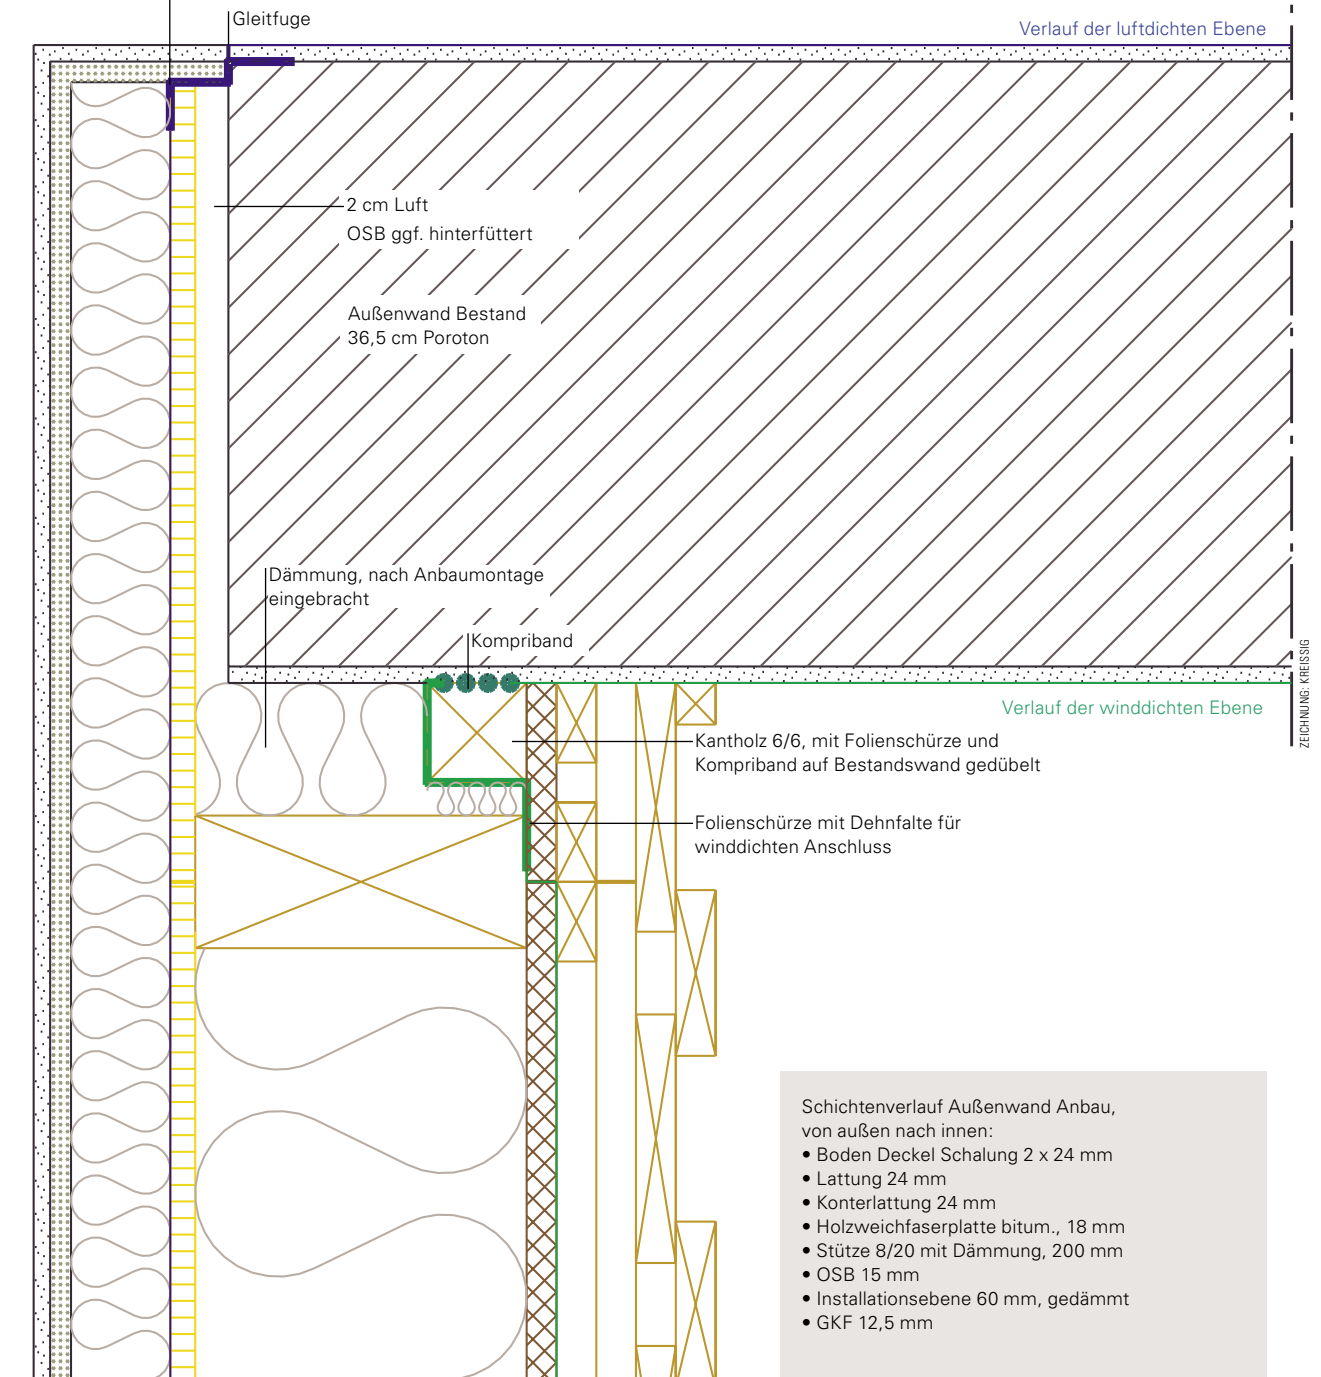 Gleitfuge
Verlauf der luftdichten Ebene
2 cm Luft
OSB ggf. hinterfüttert
Außenwand Bestand
36,5 cm Poroton
Dämmung, nach Anbaumontage
eingebracht
Kompriband
ZEICHNUNG: KREISSIG
Verlauf der winddichten Ebene
Kantholz 6/6, mit Folienschürze und
Kompriband auf Bestandswand gedübelt
Folienschürze mit Dehnfalte für
winddichten Anschluss
Schichtenverlauf Außenwand Anbau,
von außen nach innen:
• Boden Deckel Schalung 2 x 24 mm
• Lattung 24 mm
• Konterlattung 24 mm
• Holzweichfaserplatte bitum., 18 mm
• Stütze 8/20 mit Dämmung, 200 mm
• OSB 15 mm
• Installationsebene 60 mm, gedämmt
• GKF 12,5 mm